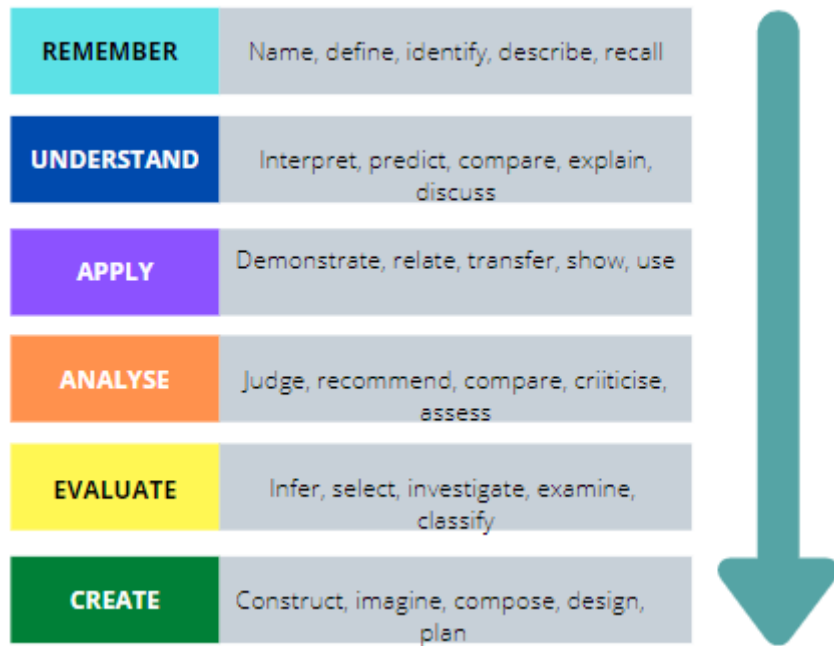 REMEMBER
Name, define, identify, describe, recall
UNDERSTAND
Interpret, predict, compare, explain,
discuss
APPLY
Demonstrate, relate, transfer, show, use
ANALYSE
Judge, recommend, compare, criiticise,
assess
EVALUATE
Infer, select, investigate, examine,
classify
CREATE
Construct, imagine, compose, design,
plan